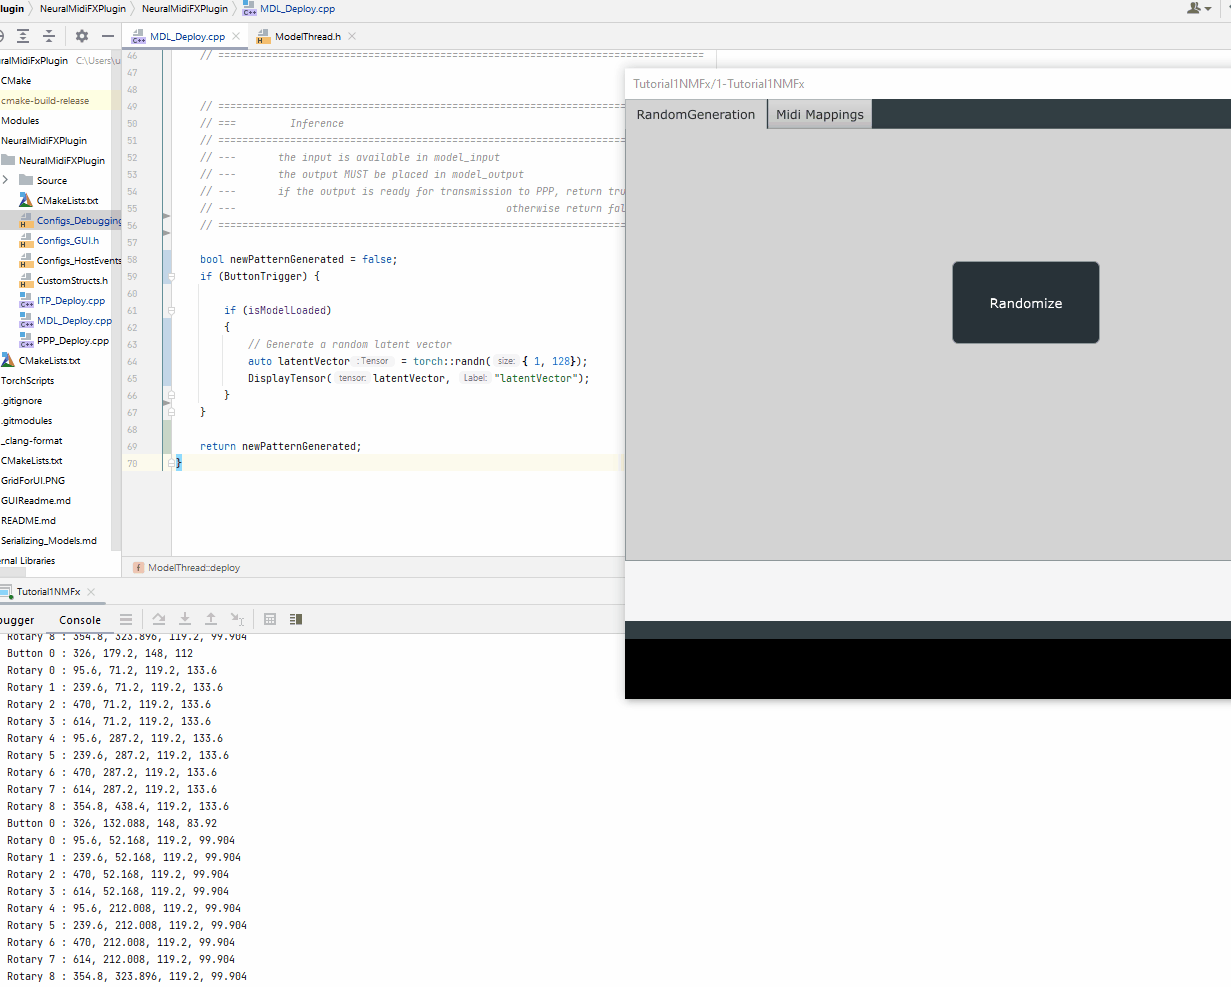 plugin NeuralMidiFXPlugin NeuralMidiFXPlugin MDL_Deploy.cpp
MDL_Deploy.cpp ModelThread.h
ralMidiFxPlugin C:\Users\u
CMake
cmake-build-release
Modules
NeuralMidiFXPlugin
NeuralMidiFXPlugin
Source
CMakeLists.txt
Configs_Debugging
Configs_GUI.h
Configs_HostEvents
CustomStructs.h
ITP_Deploy.cpp
MDL_Deploy.cpp
PPP_Deploy.cpp
CMakeLists.txt
TorchScripts
.gitignore
.gitmodules
_clang-format
CMakeLists.txt
GridForUI.PNG
GUIReadme.md
README.md
Serializing_Models.md
rnal Libraries
46 // =================================================================================
47
48
49 // ====================================================================
50 // === Inference
51 // ====================================================================
52 // --- the input is available in model_input
53 // --- the output MUST be placed in model_output
54 // --- if the output is ready for transmission to PPP, return tru
55 // --- otherwise return fal
56 // ====================================================================
57
58 bool newPatternGenerated = false;
59 if (ButtonTrigger) {
60
61 if (isModelLoaded)
62 {
63 // Generate a random latent vector
64 auto latentVector :Tensor = torch::randn( size: { 1, 128});
65 DisplayTensor( tensor: latentVector, Label: "latentVector");
66 }
67 }
68
69 return newPatternGenerated;
70 }
ModelThread::deploy
Tutorial1NMFx/1-Tutorial1NMFx
RandomGeneration Midi Mappings
Randomize
Tutorial1NMFx
bugger Console
Rotary 8 : 354.8, 323.896, 119.2, 99.904
Button 0 : 326, 179.2, 148, 112
Rotary 0 : 95.6, 71.2, 119.2, 133.6
Rotary 1 : 239.6, 71.2, 119.2, 133.6
Rotary 2 : 470, 71.2, 119.2, 133.6
Rotary 3 : 614, 71.2, 119.2, 133.6
Rotary 4 : 95.6, 287.2, 119.2, 133.6
Rotary 5 : 239.6, 287.2, 119.2, 133.6
Rotary 6 : 470, 287.2, 119.2, 133.6
Rotary 7 : 614, 287.2, 119.2, 133.6
Rotary 8 : 354.8, 438.4, 119.2, 133.6
Button 0 : 326, 132.088, 148, 83.92
Rotary 0 : 95.6, 52.168, 119.2, 99.904
Rotary 1 : 239.6, 52.168, 119.2, 99.904
Rotary 2 : 470, 52.168, 119.2, 99.904
Rotary 3 : 614, 52.168, 119.2, 99.904
Rotary 4 : 95.6, 212.008, 119.2, 99.904
Rotary 5 : 239.6, 212.008, 119.2, 99.904
Rotary 6 : 470, 212.008, 119.2, 99.904
Rotary 7 : 614, 212.008, 119.2, 99.904
Rotary 8 : 354.8, 323.896, 119.2, 99.904